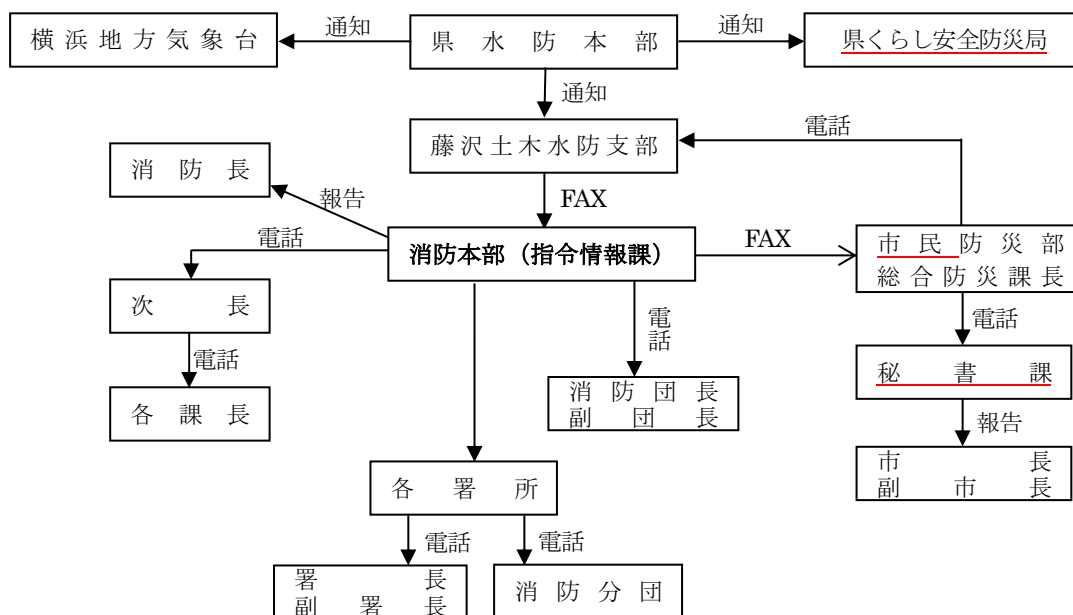 横浜地方気象台
通知
県水防本部
通知
県くらし安全防災局
通知
藤沢土木水防支部
電話
消防長
報告
FAX
電話
消防本部（指令情報課）
FAX
市民防災部
総合防災課長
次長
電話
電話
電話
秘書課
各課長
消防団長
副団長
報告
市長
副市長
各署所
電話
電話
署長
副署長
消防分団